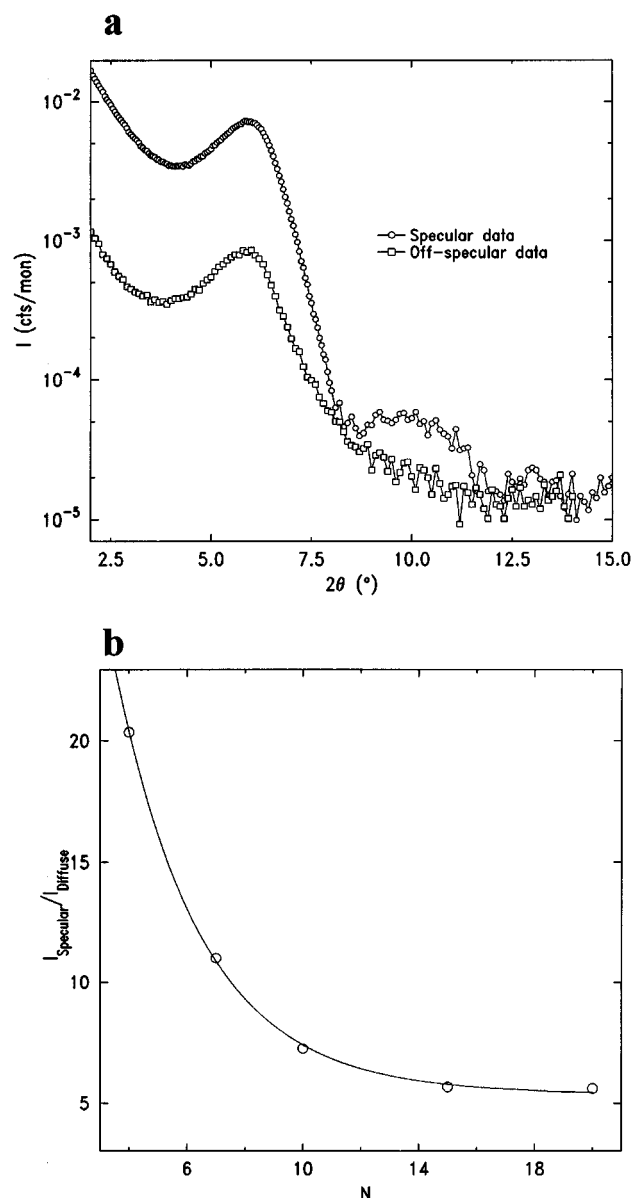 a
10⁻²
10⁻³
10⁻⁴
10⁻⁵
I (cts/mon)
Specular data
Off-specular data
2.5 5.0 7.5 10.0 12.5 15.0
2θ (°)
b
20
15
10
5
I_Specular/I_Diffuse
6 10 14 18
N